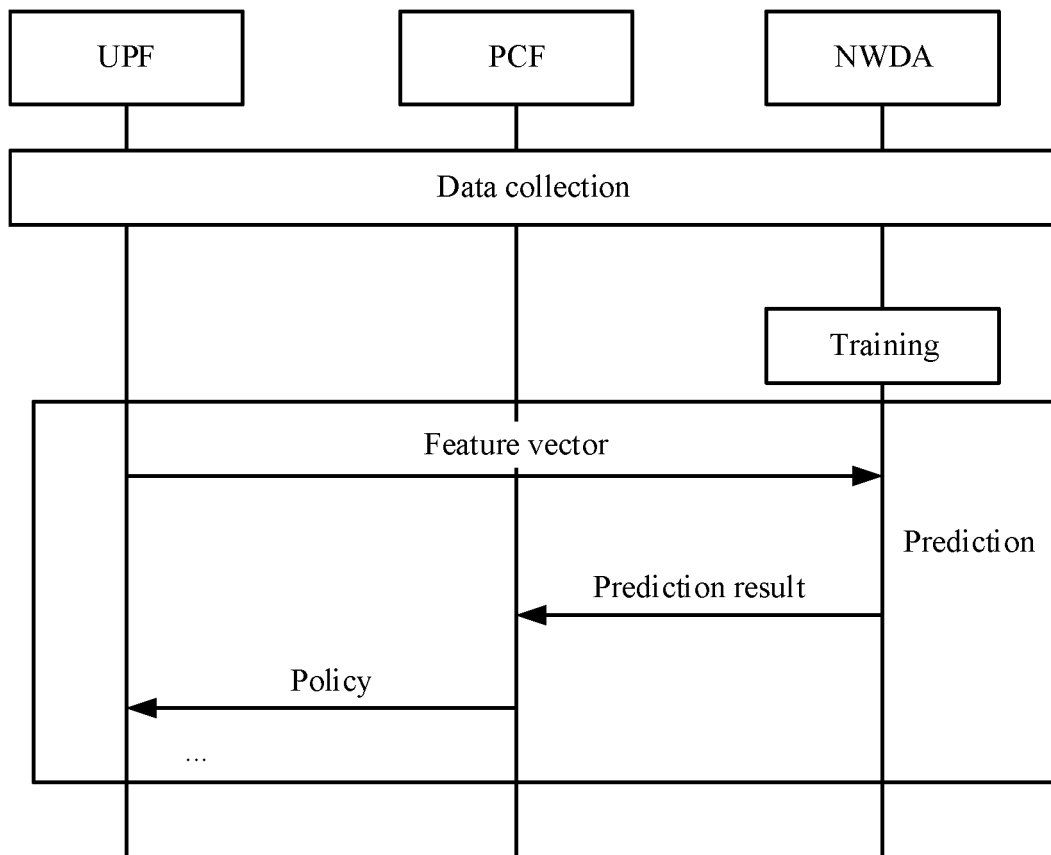 UPF
PCF
NWDA
Data collection
Training
Feature vector
Prediction
Prediction result
Policy
...